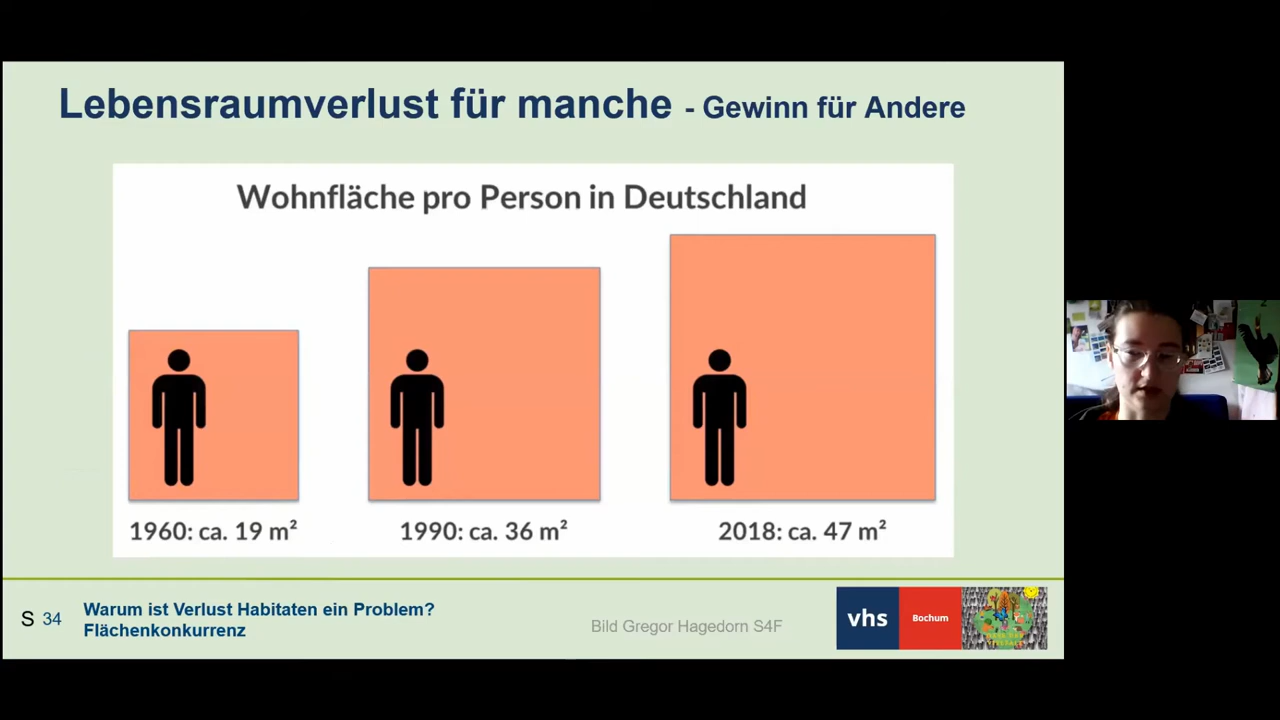 Lebensraumverlust für manche - Gewinn für Andere
Wohnfläche pro Person in Deutschland
1960: ca. 19 m²
1990: ca. 36 m²
2018: ca. 47 m²
S 34
Warum ist Verlust Habitaten ein Problem?
Flächenkonkurrenz
Bild Gregor Hagedorn S4F
vhs
Bochum